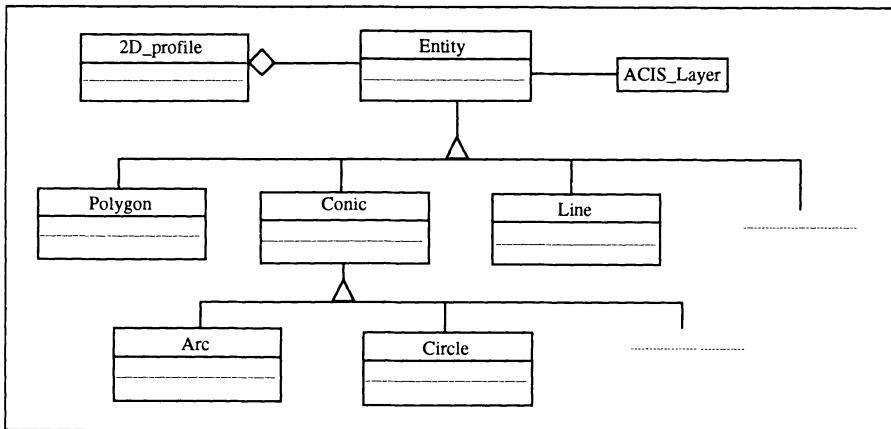 2D_profile
Entity
ACIS_Layer
Polygon
Conic
Line
Arc
Circle